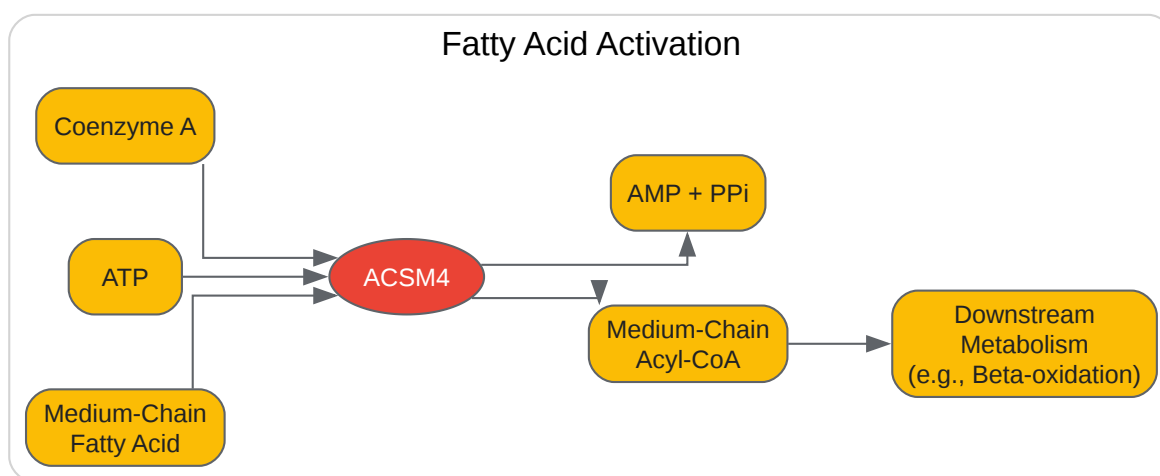 Fatty Acid Activation
Coenzyme A
ATP
Medium-Chain
Fatty Acid
ACSM4
AMP + PPi
Medium-Chain
Acyl-CoA
Downstream
Metabolism
(e.g., Beta-oxidation)